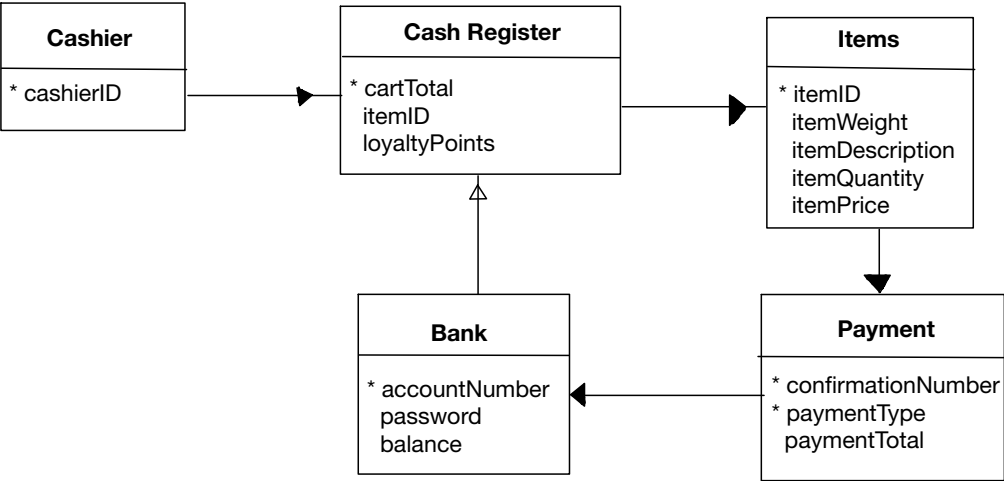 Cashier
* cashierID
Cash Register
* cartTotal
itemID
loyaltyPoints
Items
* itemID
itemWeight
itemDescription
itemQuantity
itemPrice
Bank
* accountNumber
password
balance
Payment
* confirmationNumber
* paymentType
paymentTotal